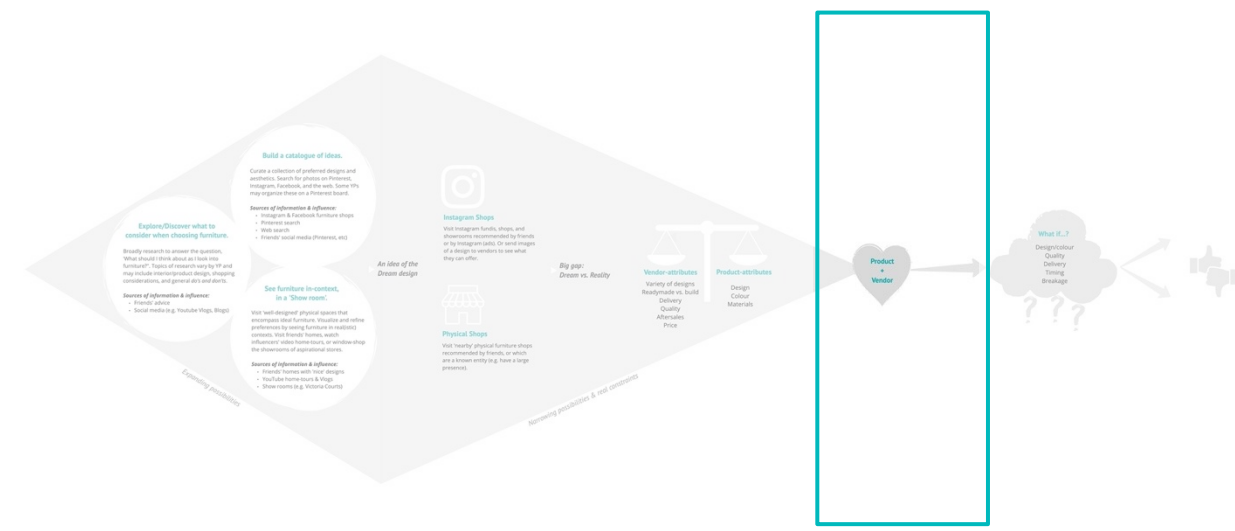 Explore/Discover what to
consider when choosing furniture.
Broadly research to answer the question,
'What should I think about as I look into
furniture?'. Topics of research vary by YP and
may include interior/product design, shopping
considerations, and general do's and don'ts.
Sources of information & influence:
- Friends' advice
- Social media (e.g. Youtube Vlogs, Blogs)
Build a catalogue of ideas.
Curate a collection of preferred designs and
aesthetics. Search for photos on Pinterest,
Instagram, Facebook, and the web. Some YPs
may organize these on a Pinterest board.
Sources of information & influence:
- Instagram & Facebook furniture shops
- Pinterest search
- Web search
- Friends' social media (Pinterest, etc)
See furniture in-context,
in a 'Show room'.
Visit 'well-designed' physical spaces that
encompass ideal furniture. Visualize and refine
preferences by seeing furniture in real(istic)
contexts. Visit friends' homes, watch
influencers' video home-tours, or window-shop
the showrooms of aspirational stores.
Sources of information & influence:
- Friends' homes with 'nice' designs
- YouTube home-tours & Vlogs
- Show rooms (e.g. Victoria Courts)
Expanding possibilities
An idea of the
Dream design
Instagram Shops
Visit Instagram fundis, shops, and
showrooms recommended by friends
or by Instagram (ads). Or send images
of a design to vendors to see what
they can offer.
Physical Shops
Visit 'nearby' physical furniture shops
recommended by friends, or which
are a known entity (e.g. have a large
presence).
Big gap:
Dream vs. Reality
Vendor-attributes
Variety of designs
Readymade vs. build
Delivery
Quality
Aftersales
Price
Product-attributes
Design
Colour
Materials
Narrowing possibilities & real constraints
Product
+
Vendor
What if...?
Design/colour
Quality
Delivery
Timing
Breakage
? ? ?